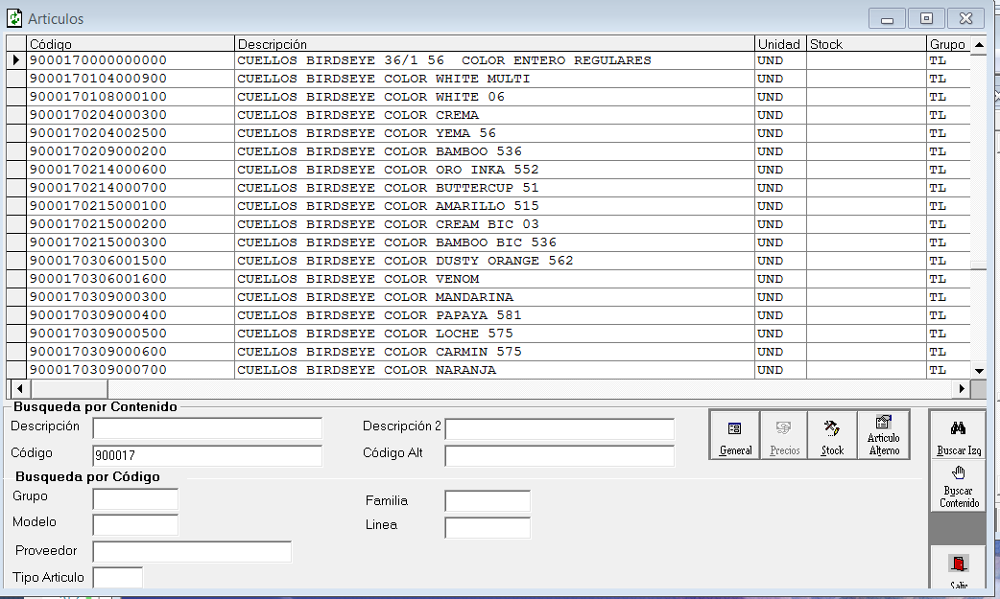 Articulos
Código Descripción Unidad Stock Grupo
9000170000000000 CUELLOS BIRDSEYE 36/1 56 COLOR ENTERO REGULARES UND TL
9000170104000900 CUELLOS BIRDSEYE COLOR WHITE MULTI UND TL
9000170108000100 CUELLOS BIRDSEYE COLOR WHITE 06 UND TL
9000170204000300 CUELLOS BIRDSEYE COLOR CREMA UND TL
9000170204002500 CUELLOS BIRDSEYE COLOR YEMA 56 UND TL
9000170209000200 CUELLOS BIRDSEYE COLOR BAMBOO 536 UND TL
9000170214000600 CUELLOS BIRDSEYE COLOR ORO INKA 552 UND TL
9000170214000700 CUELLOS BIRDSEYE COLOR BUTTERCUP 51 UND TL
9000170215000100 CUELLOS BIRDSEYE COLOR AMARILLO 515 UND TL
9000170215000200 CUELLOS BIRDSEYE COLOR CREAM BIC 03 UND TL
9000170215000300 CUELLOS BIRDSEYE COLOR BAMBOO BIC 536 UND TL
9000170306001500 CUELLOS BIRDSEYE COLOR DUSTY ORANGE 562 UND TL
9000170306001600 CUELLOS BIRDSEYE COLOR VENOM UND TL
9000170309000300 CUELLOS BIRDSEYE COLOR MANDARINA UND TL
9000170309000400 CUELLOS BIRDSEYE COLOR PAPAYA 581 UND TL
9000170309000500 CUELLOS BIRDSEYE COLOR LOCHE 575 UND TL
9000170309000600 CUELLOS BIRDSEYE COLOR CARMIN 575 UND TL
9000170309000700 CUELLOS BIRDSEYE COLOR NARANJA UND TL
Busqueda por Contenido
Descripción Descripción 2
Código 900017 Código Alt
General Precios Stock Articulo Alterno
Buscar Izq
Buscar Contenido
Busqueda por Código
Grupo Familia
Modelo Linea
Proveedor
Tipo Articulo
Salir